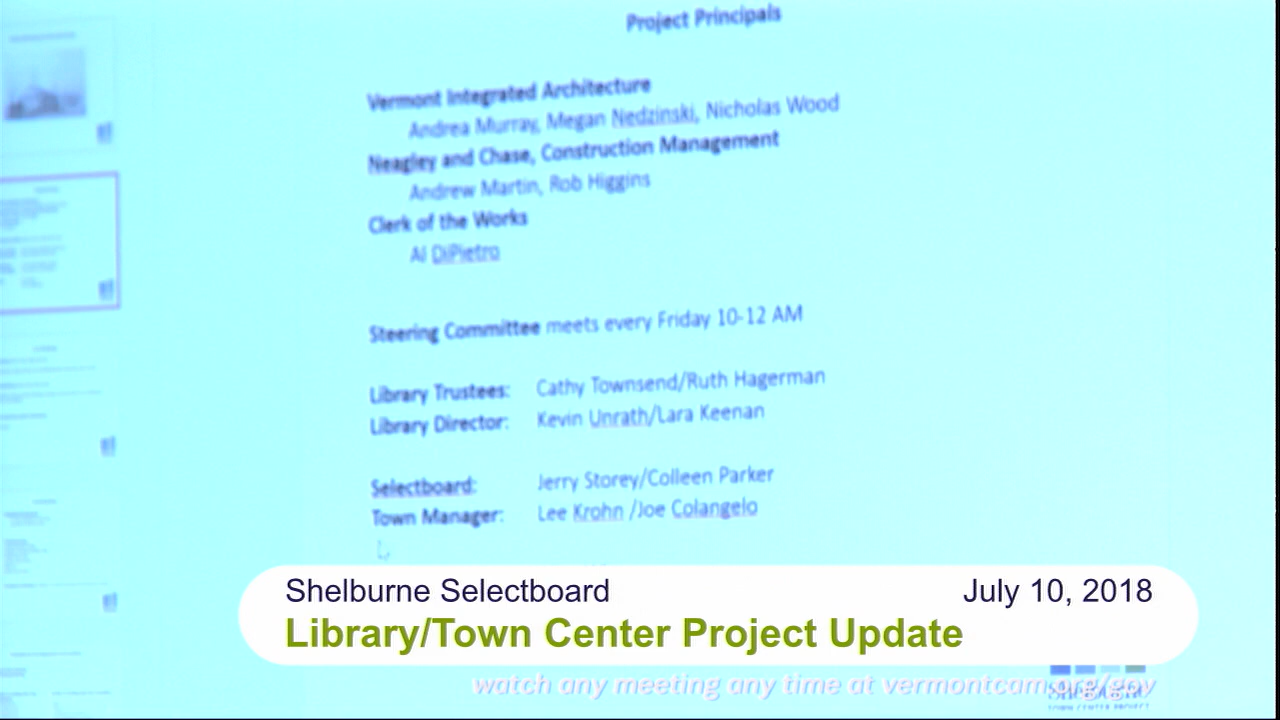 Project Principals
Vermont Integrated Architecture
Andrea Murray, Megan Nedzinski, Nicholas Wood
Neagley and Chase, Construction Management
Andrew Martin, Rob Higgins
Clerk of the Works
Al DiPietro
Steering Committee meets every Friday 10-12 AM
Library Trustees: Cathy Townsend/Ruth Hagerman
Library Director: Kevin Unrath/Lara Keenan
Selectboard: Jerry Storey/Colleen Parker
Town Manager: Lee Krohn /Joe Colangelo
Shelburne Selectboard July 10, 2018
Library/Town Center Project Update
watch any meeting any time at vermontcam.org/gov
Shelburne